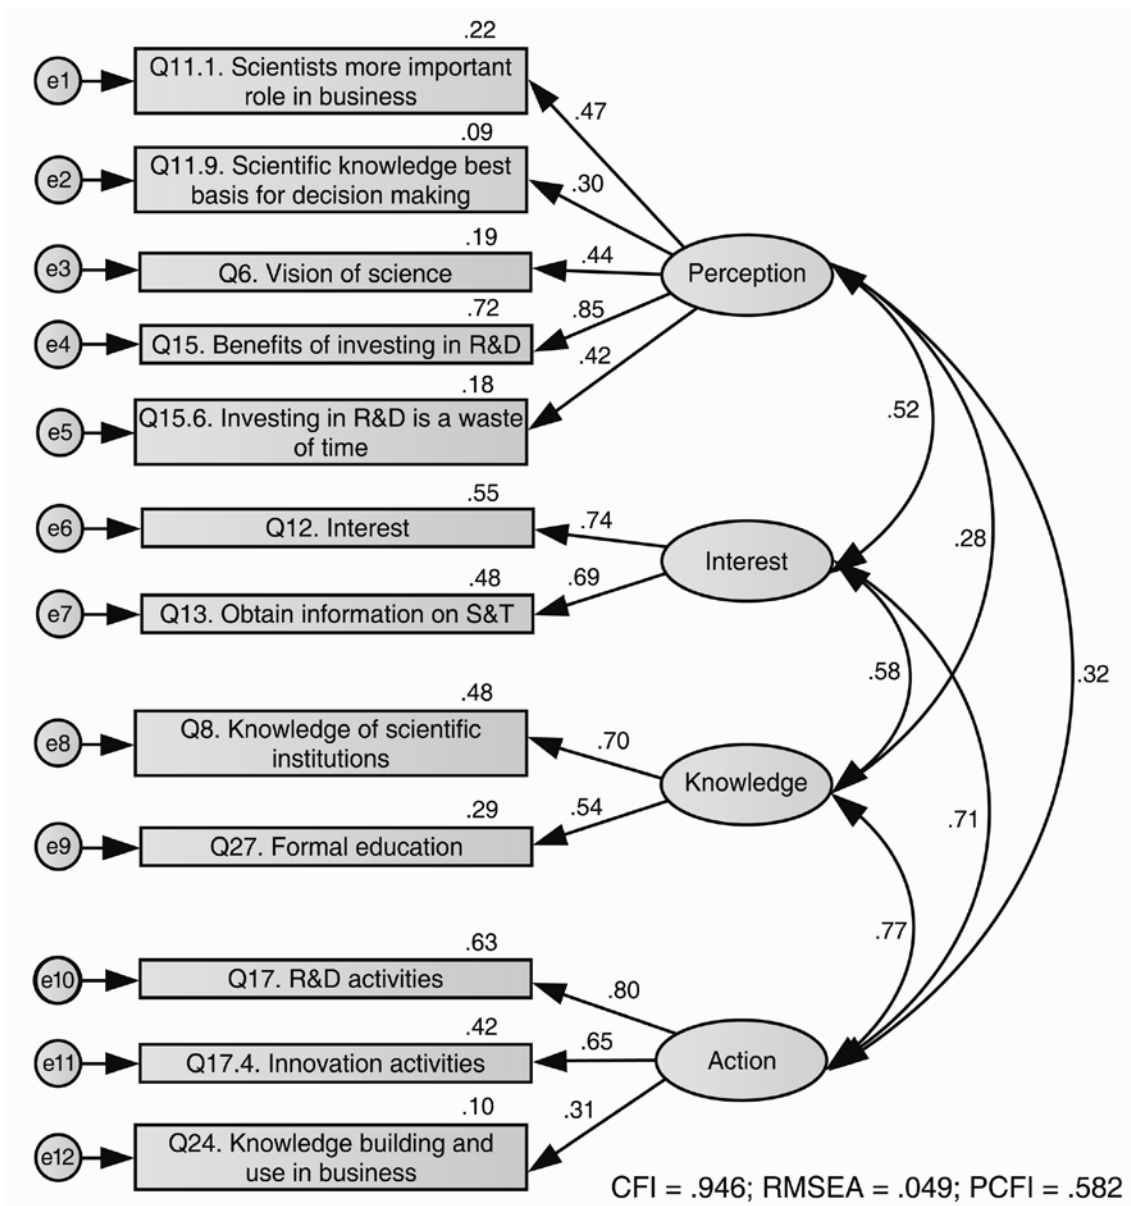 .22
e1
Q11.1. Scientists more important
role in business
.47
.09
e2
Q11.9. Scientific knowledge best
basis for decision making
.30
.19
e3
Q6. Vision of science
.44
Perception
.72
e4
Q15. Benefits of investing in R&D
.85
.18
.42
e5
Q15.6. Investing in R&D is a waste
of time
.52
.55
e6
Q12. Interest
.74
Interest
.28
.48
e7
Q13. Obtain information on S&T
.69
.58
.32
.48
e8
Q8. Knowledge of scientific
institutions
.70
Knowledge
.29
e9
Q27. Formal education
.54
.71
.77
.63
e10
Q17. R&D activities
.80
.42
e11
Q17.4. Innovation activities
.65
Action
.10
e12
Q24. Knowledge building and
use in business
.31
CFI = .946; RMSEA = .049; PCFI = .582